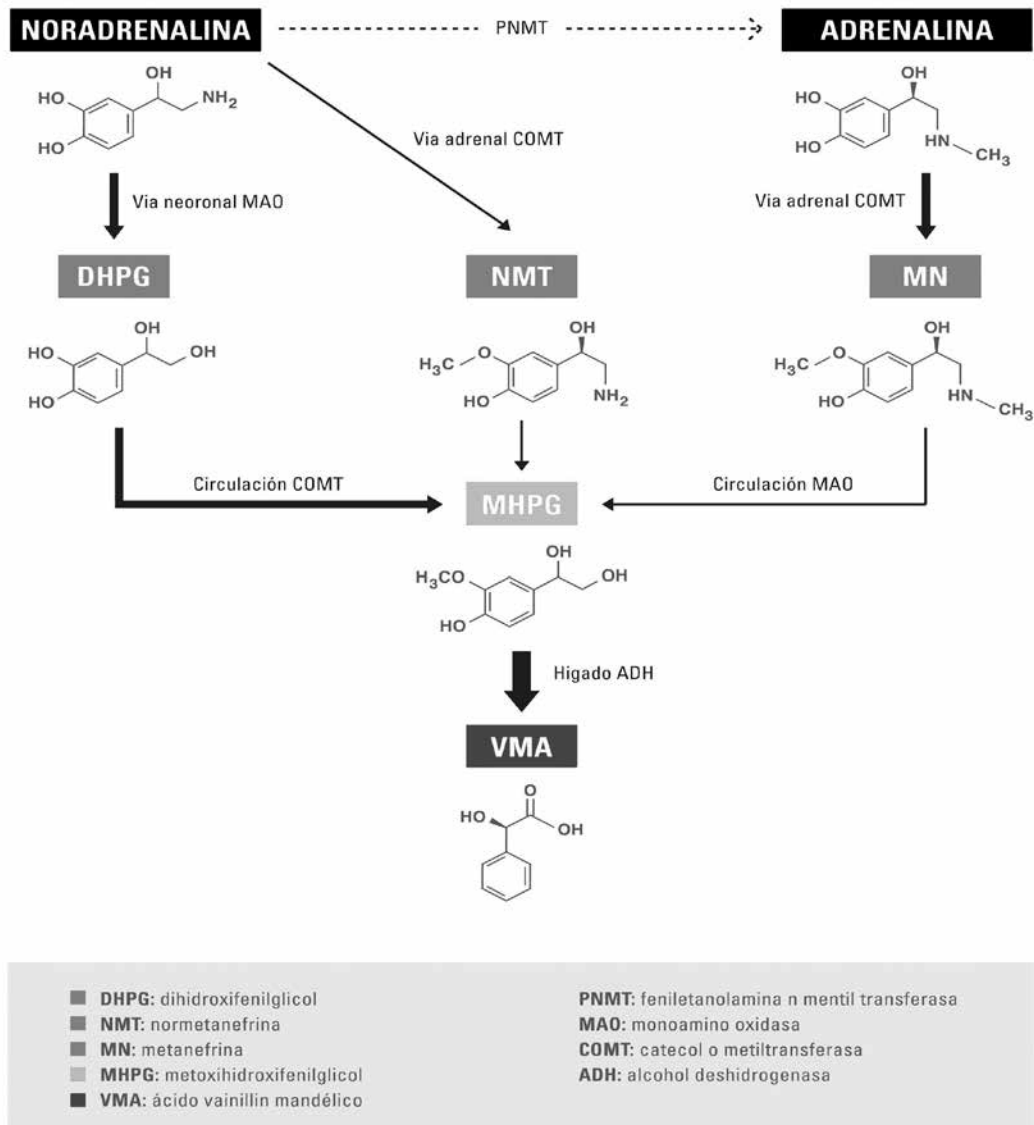 NORADRENALINA PNMT ADRENALINA
OH
HO
NH2
HO
OH
HO
HO
HN
CH3
Via adrenal COMT
Via neoronal MAO
Via adrenal COMT
DHPG NMT MN
OH
HO
OH
HO
OH
H3C
O
HO
NH2
OH
H3C
O
HO
HN
CH3
Circulación COMT
Circulación MAO
MHPG
OH
H3CO
OH
HO
Higado ADH
VMA
O
HO
OH
DHPG: dihidroxifenilglicol
NMT: normetanefrina
MN: metanefrina
MHPG: metoxihidroxifenilglicol
VMA: ácido vainillin mandélico
PNMT: feniletanolamina n mentil transferasa
MAO: monoamino oxidasa
COMT: catecol o metiltransferasa
ADH: alcohol deshidrogenasa